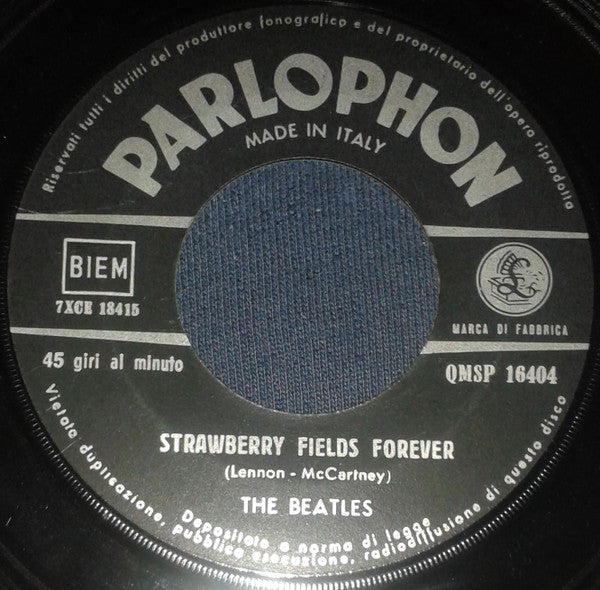 Riservati tutti i diritti del produttore fonografico e del proprietario dell'opera riprodotta
PARLOPHON
MADE IN ITALY
BIEM
7XCE 18415
£
MARCA DI FABBRICA
45 giri al minuto
QMSP 16404
STRAWBERRY FIELDS FOREVER
(Lennon - McCartney)
THE BEATLES
Vietata duplicazione, pubblica esecuzione, radiodiffusione di questo disco
Depositato a norma di legge